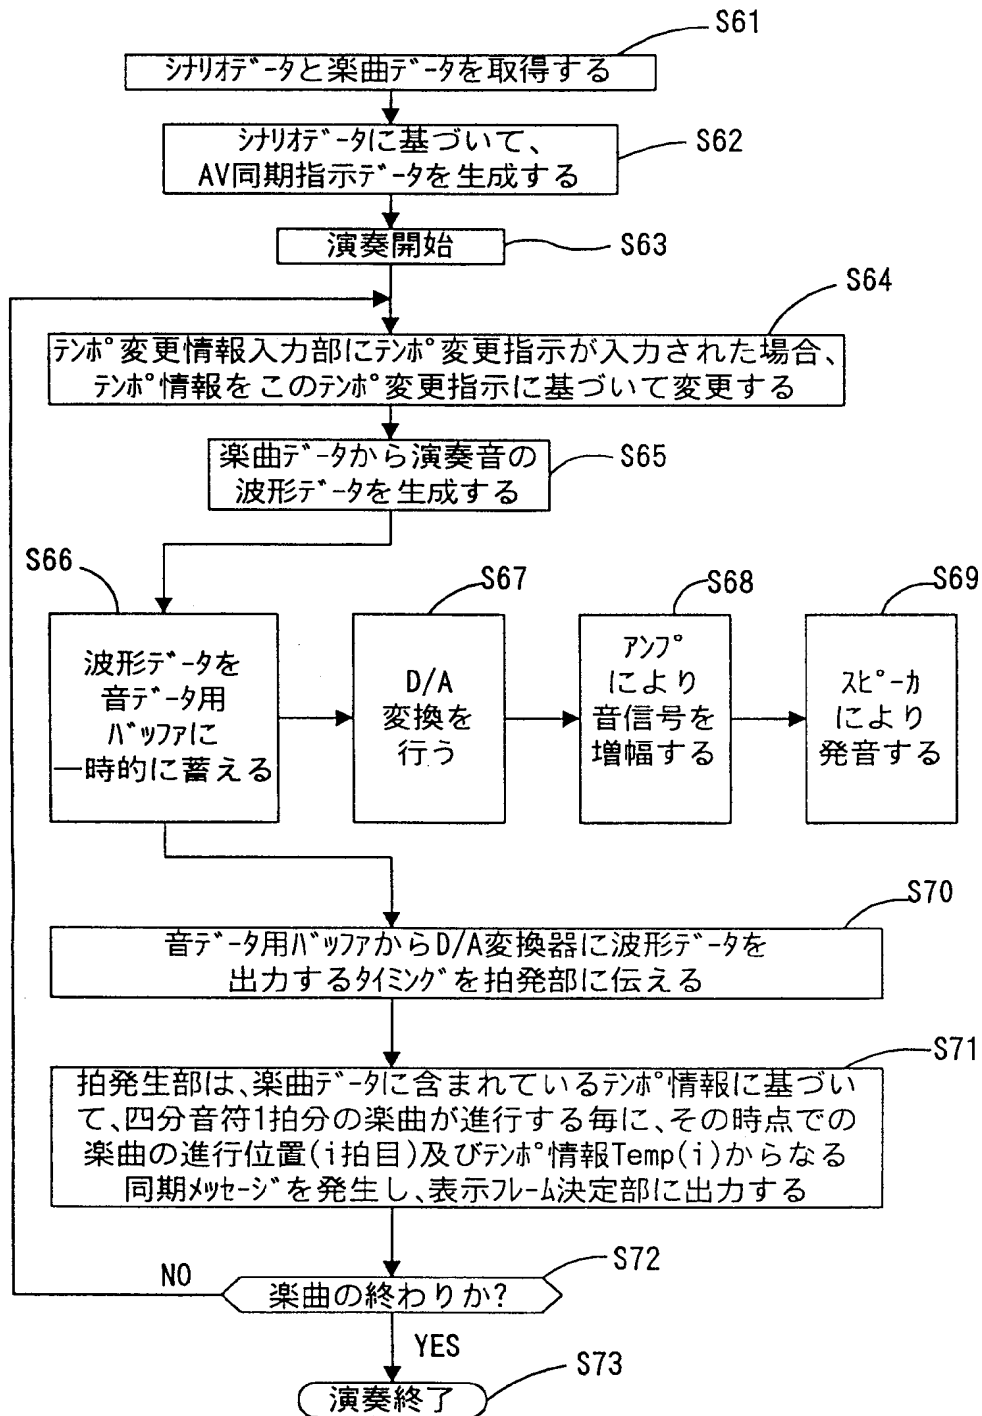 S61
ｼﾅﾘｵﾃﾞｰﾀと楽曲ﾃﾞｰﾀを取得する
S62
ｼﾅﾘｵﾃﾞｰﾀに基づいて、
AV同期指示ﾃﾞｰﾀを生成する
S63
演奏開始
S64
ﾃﾝﾎﾟ変更情報入力部にﾃﾝﾎﾟ変更指示が入力された場合、
ﾃﾝﾎﾟ情報をこのﾃﾝﾎﾟ変更指示に基づいて変更する
S65
楽曲ﾃﾞｰﾀから演奏音の
波形ﾃﾞｰﾀを生成する
S66
波形ﾃﾞｰﾀを
音ﾃﾞｰﾀ用
ﾊﾞｯﾌｧに
一時的に蓄える
S67
D/A
変換を
行う
S68
ｱﾝﾌﾟ
により
音信号を
増幅する
S69
ｽﾋﾟｰｶ
により
発音する
S70
音ﾃﾞｰﾀ用ﾊﾞｯﾌｧからD/A変換器に波形ﾃﾞｰﾀを
出力するﾀｲﾐﾝｸﾞを拍発部に伝える
S71
拍発生部は、楽曲ﾃﾞｰﾀに含まれているﾃﾝﾎﾟ情報に基づい
て、四分音符1拍分の楽曲が進行する毎に、その時点での
楽曲の進行位置(i拍目)及びﾃﾝﾎﾟ情報Temp(i)からなる
同期ﾒｯｾｰｼﾞを発生し、表示ﾌﾚｰﾑ決定部に出力する
S72
NO
楽曲の終わりか?
YES
S73
演奏終了